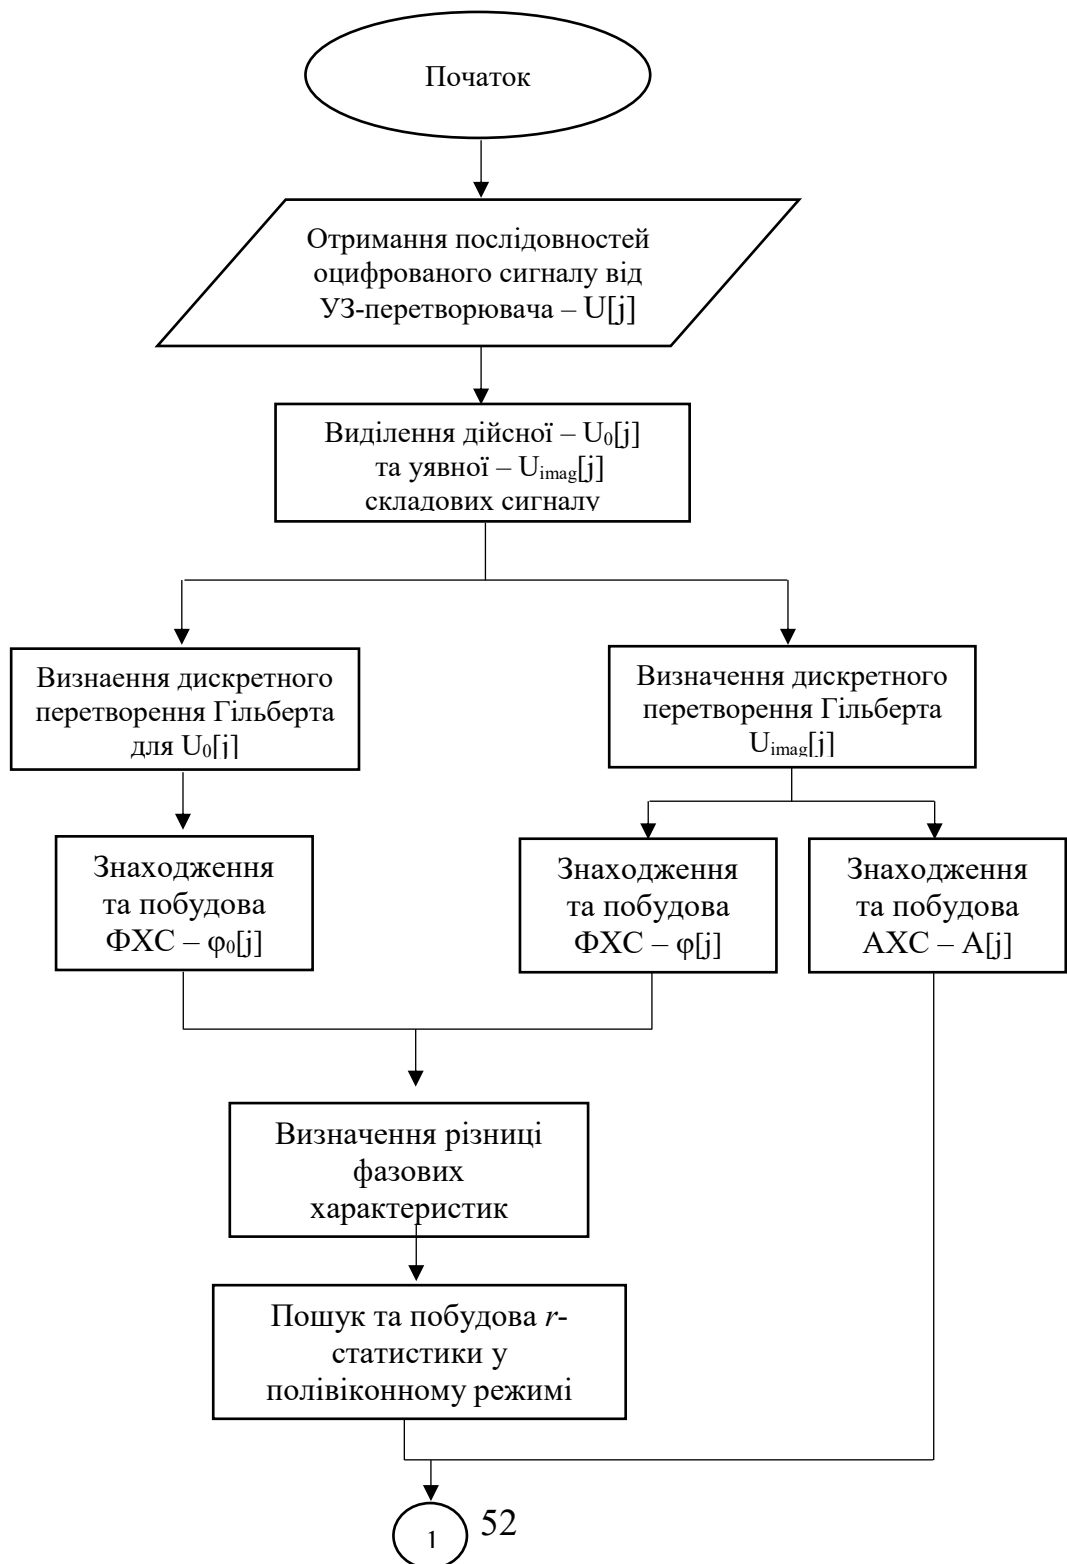 Початок
Отримання послідовностей
оцифрованого сигналу від
УЗ-перетворювача – U[j]
Виділення дійсної – U₀[j]
та уявної – Uimag[j]
складових сигналу
Визнаення дискретного
перетворення Гільберта
для U₀[j]
Визначення дискретного
перетворення Гільберта
Uimag[j]
Знаходження
та побудова
ФХС – φ₀[j]
Знаходження
та побудова
ФХС – φ[j]
Знаходження
та побудова
АХС – A[j]
Визначення різниці
фазових
характеристик
Пошук та побудова r-
статистики у
полівіконному режимі
1
52